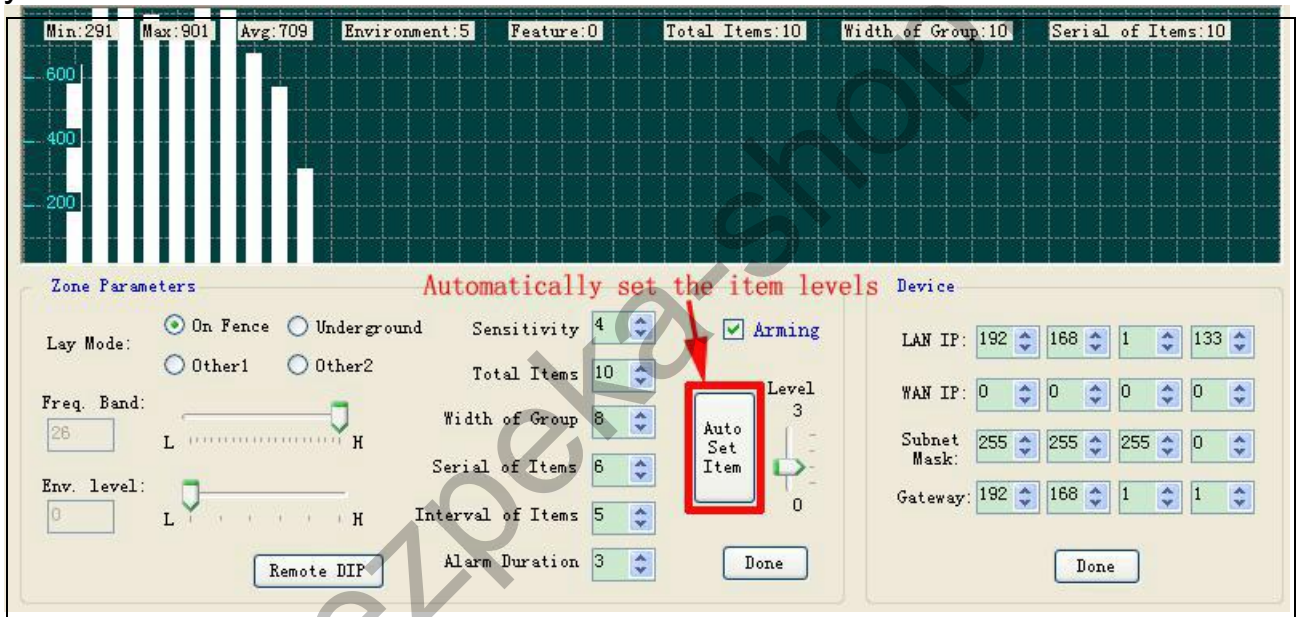 Min:291 Max:901 Avg:709 Environment:5 Feature:0 Total Items:10 Width of Group:10 Serial of Items:10
600
400
200
Automatically set the item levels
Zone Parameters
Lay Mode:
On Fence Underground
Other1 Other2
Freq. Band:
26
L H
Env. level:
0
L H
Remote DIP
Sensitivity 4
Total Items 10
Width of Group 8
Serial of Items 6
Interval of Items 5
Alarm Duration 3
Arming
Auto
Set
Item
Level
3
0
Done
Device
LAN IP: 192 168 1 133
WAN IP: 0 0 0 0
Subnet
Mask: 255 255 255 0
Gateway: 192 168 1 1
Done